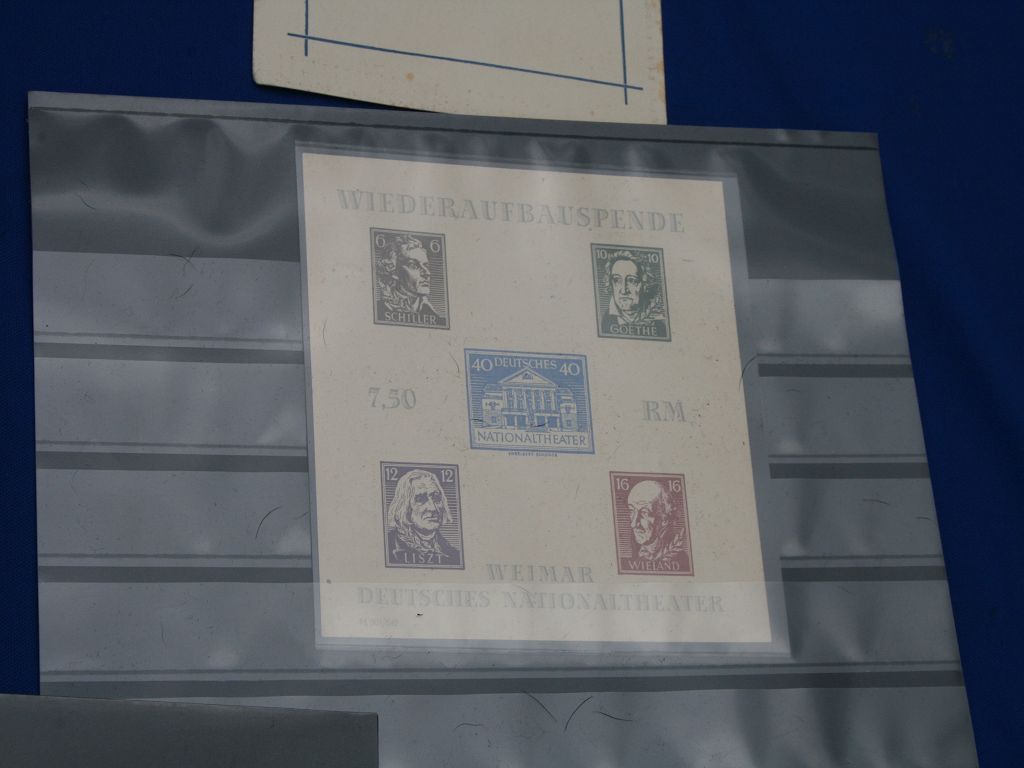 WIEDERAUFBAUSPENDE
6 6
SCHILLER
10 10
GOETHE
40 DEUTSCHES 40
NATIONALTHEATER
7,50 RM
12 12
LISZT
16 16
WIELAND
WEIMAR
DEUTSCHES NATIONALTHEATER